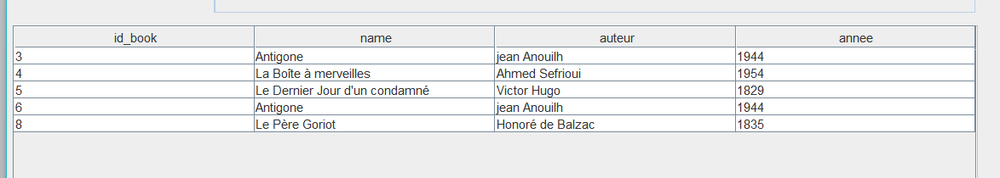 id_book name auteur annee
3 Antigone jean Anouilh 1944
4 La Boîte à merveilles Ahmed Sefrioui 1954
5 Le Dernier Jour d'un condamné Victor Hugo 1829
6 Antigone jean Anouilh 1944
8 Le Père Goriot Honoré de Balzac 1835